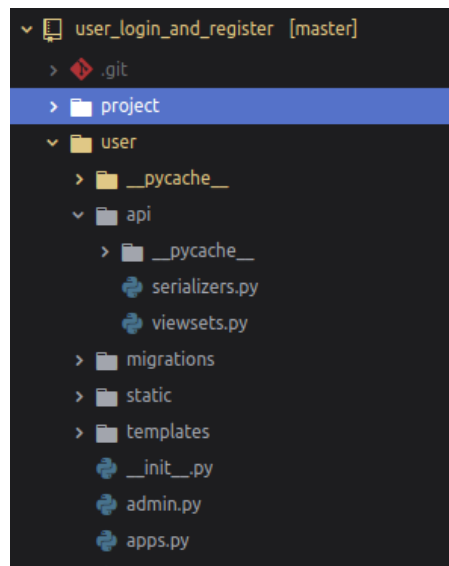 user_login_and_register [master]
.git
project
user
__pycache__
api
__pycache__
serializers.py
viewsets.py
migrations
static
templates
__init__.py
admin.py
apps.py